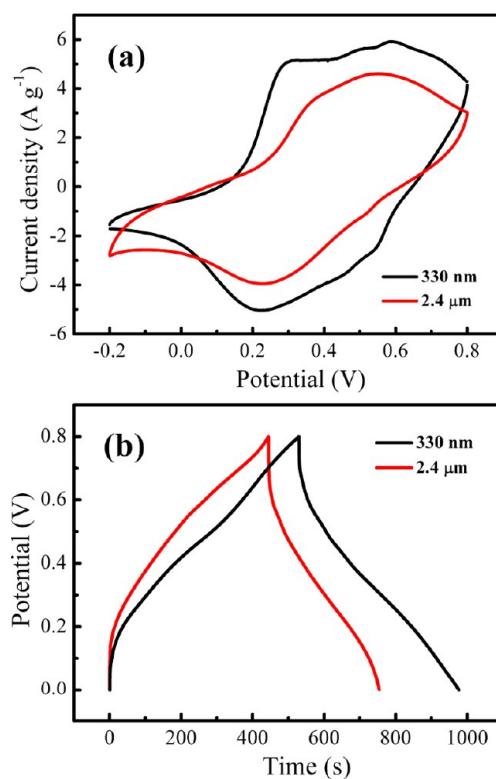 (a)
Current density (A g⁻¹)
6
4
2
0
-2
-4
-6
330 nm
2.4 μm
-0.2 0.0 0.2 0.4 0.6 0.8
Potential (V)
(b)
Potential (V)
0.8
0.6
0.4
0.2
0.0
330 nm
2.4 μm
0 200 400 600 800 1000
Time (s)